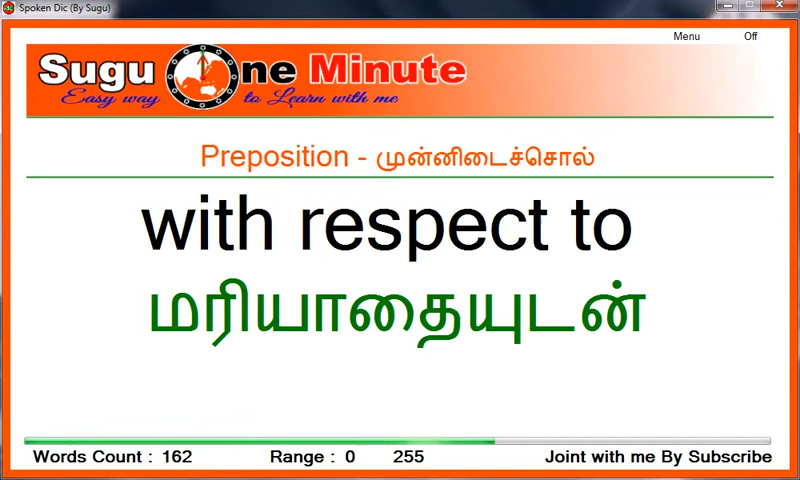 Spoken Dic (By Sugu)
Menu Off
Sugu One Minute
Easy way to Learn with me
Preposition - முன்னிடைச்சொல்
with respect to
மரியாதையுடன்
Words Count : 162 Range : 0 255 Joint with me By Subscribe